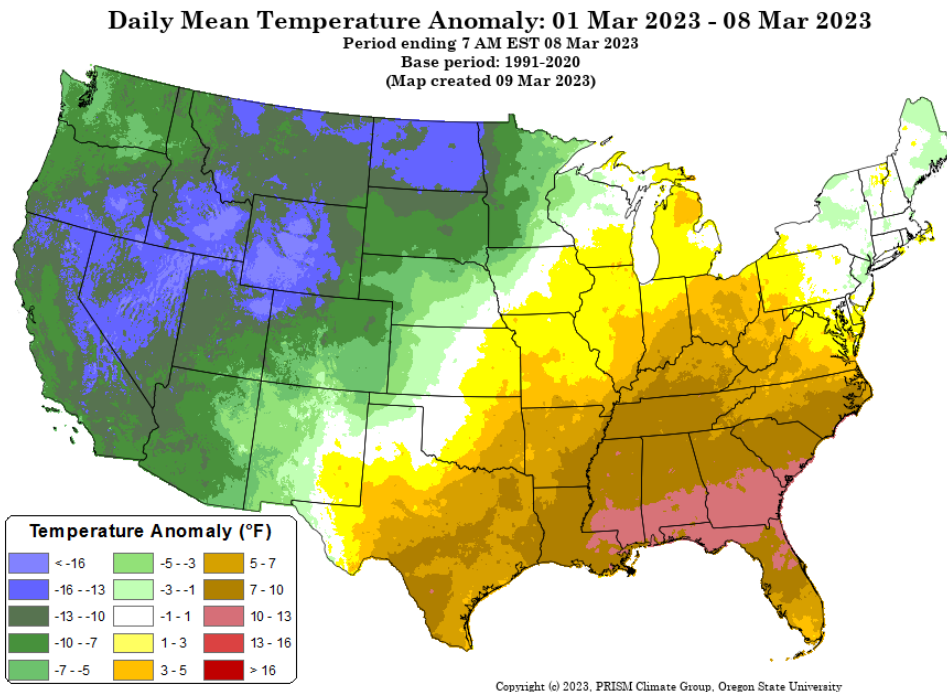 Daily Mean Temperature Anomaly: 01 Mar 2023 - 08 Mar 2023
Period ending 7 AM EST 08 Mar 2023
Base period: 1991-2020
(Map created 09 Mar 2023)
Temperature Anomaly (°F)
< -16
-16 - -13
-13 - -10
-10 - -7
-7 - -5
-5 - -3
-3 - -1
-1 - 1
1 - 3
3 - 5
5 - 7
7 - 10
10 - 13
13 - 16
> 16
Copyright (c) 2023, PRISM Climate Group, Oregon State University